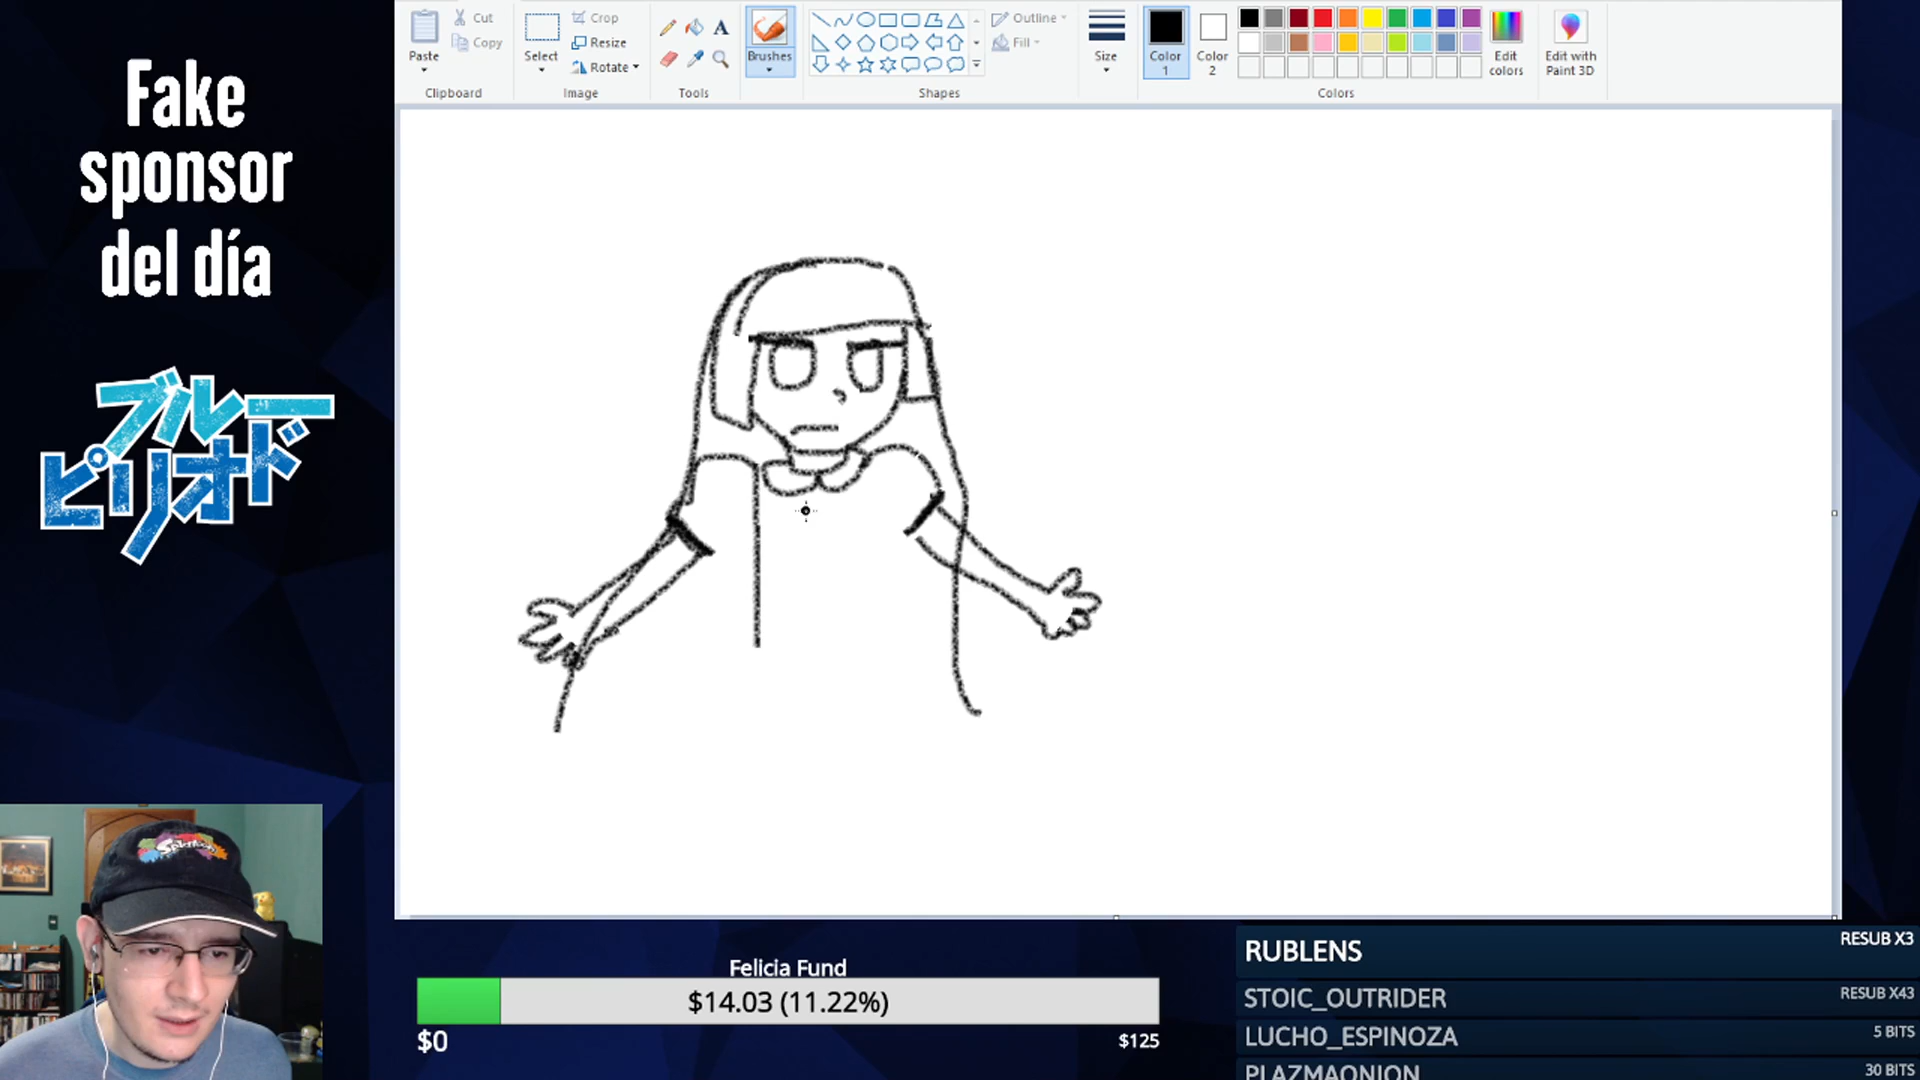 Fake
sponsor
del día
ブルー
ピリオド
Paste
Cut
Copy
Clipboard
Select
Crop
Resize
Rotate
Image
A
Tools
Brushes
Outline
Fill
Shapes
Size
Color
1
Color
2
Edit
colors
Edit with
Paint 3D
Colors
Felicia Fund
$14.03 (11.22%)
$0
$125
RUBLENS
RESUB X3
STOIC_OUTRIDER
RESUB X43
LUCHO_ESPINOZA
5 BITS
PLAZMAONION
30 BITS